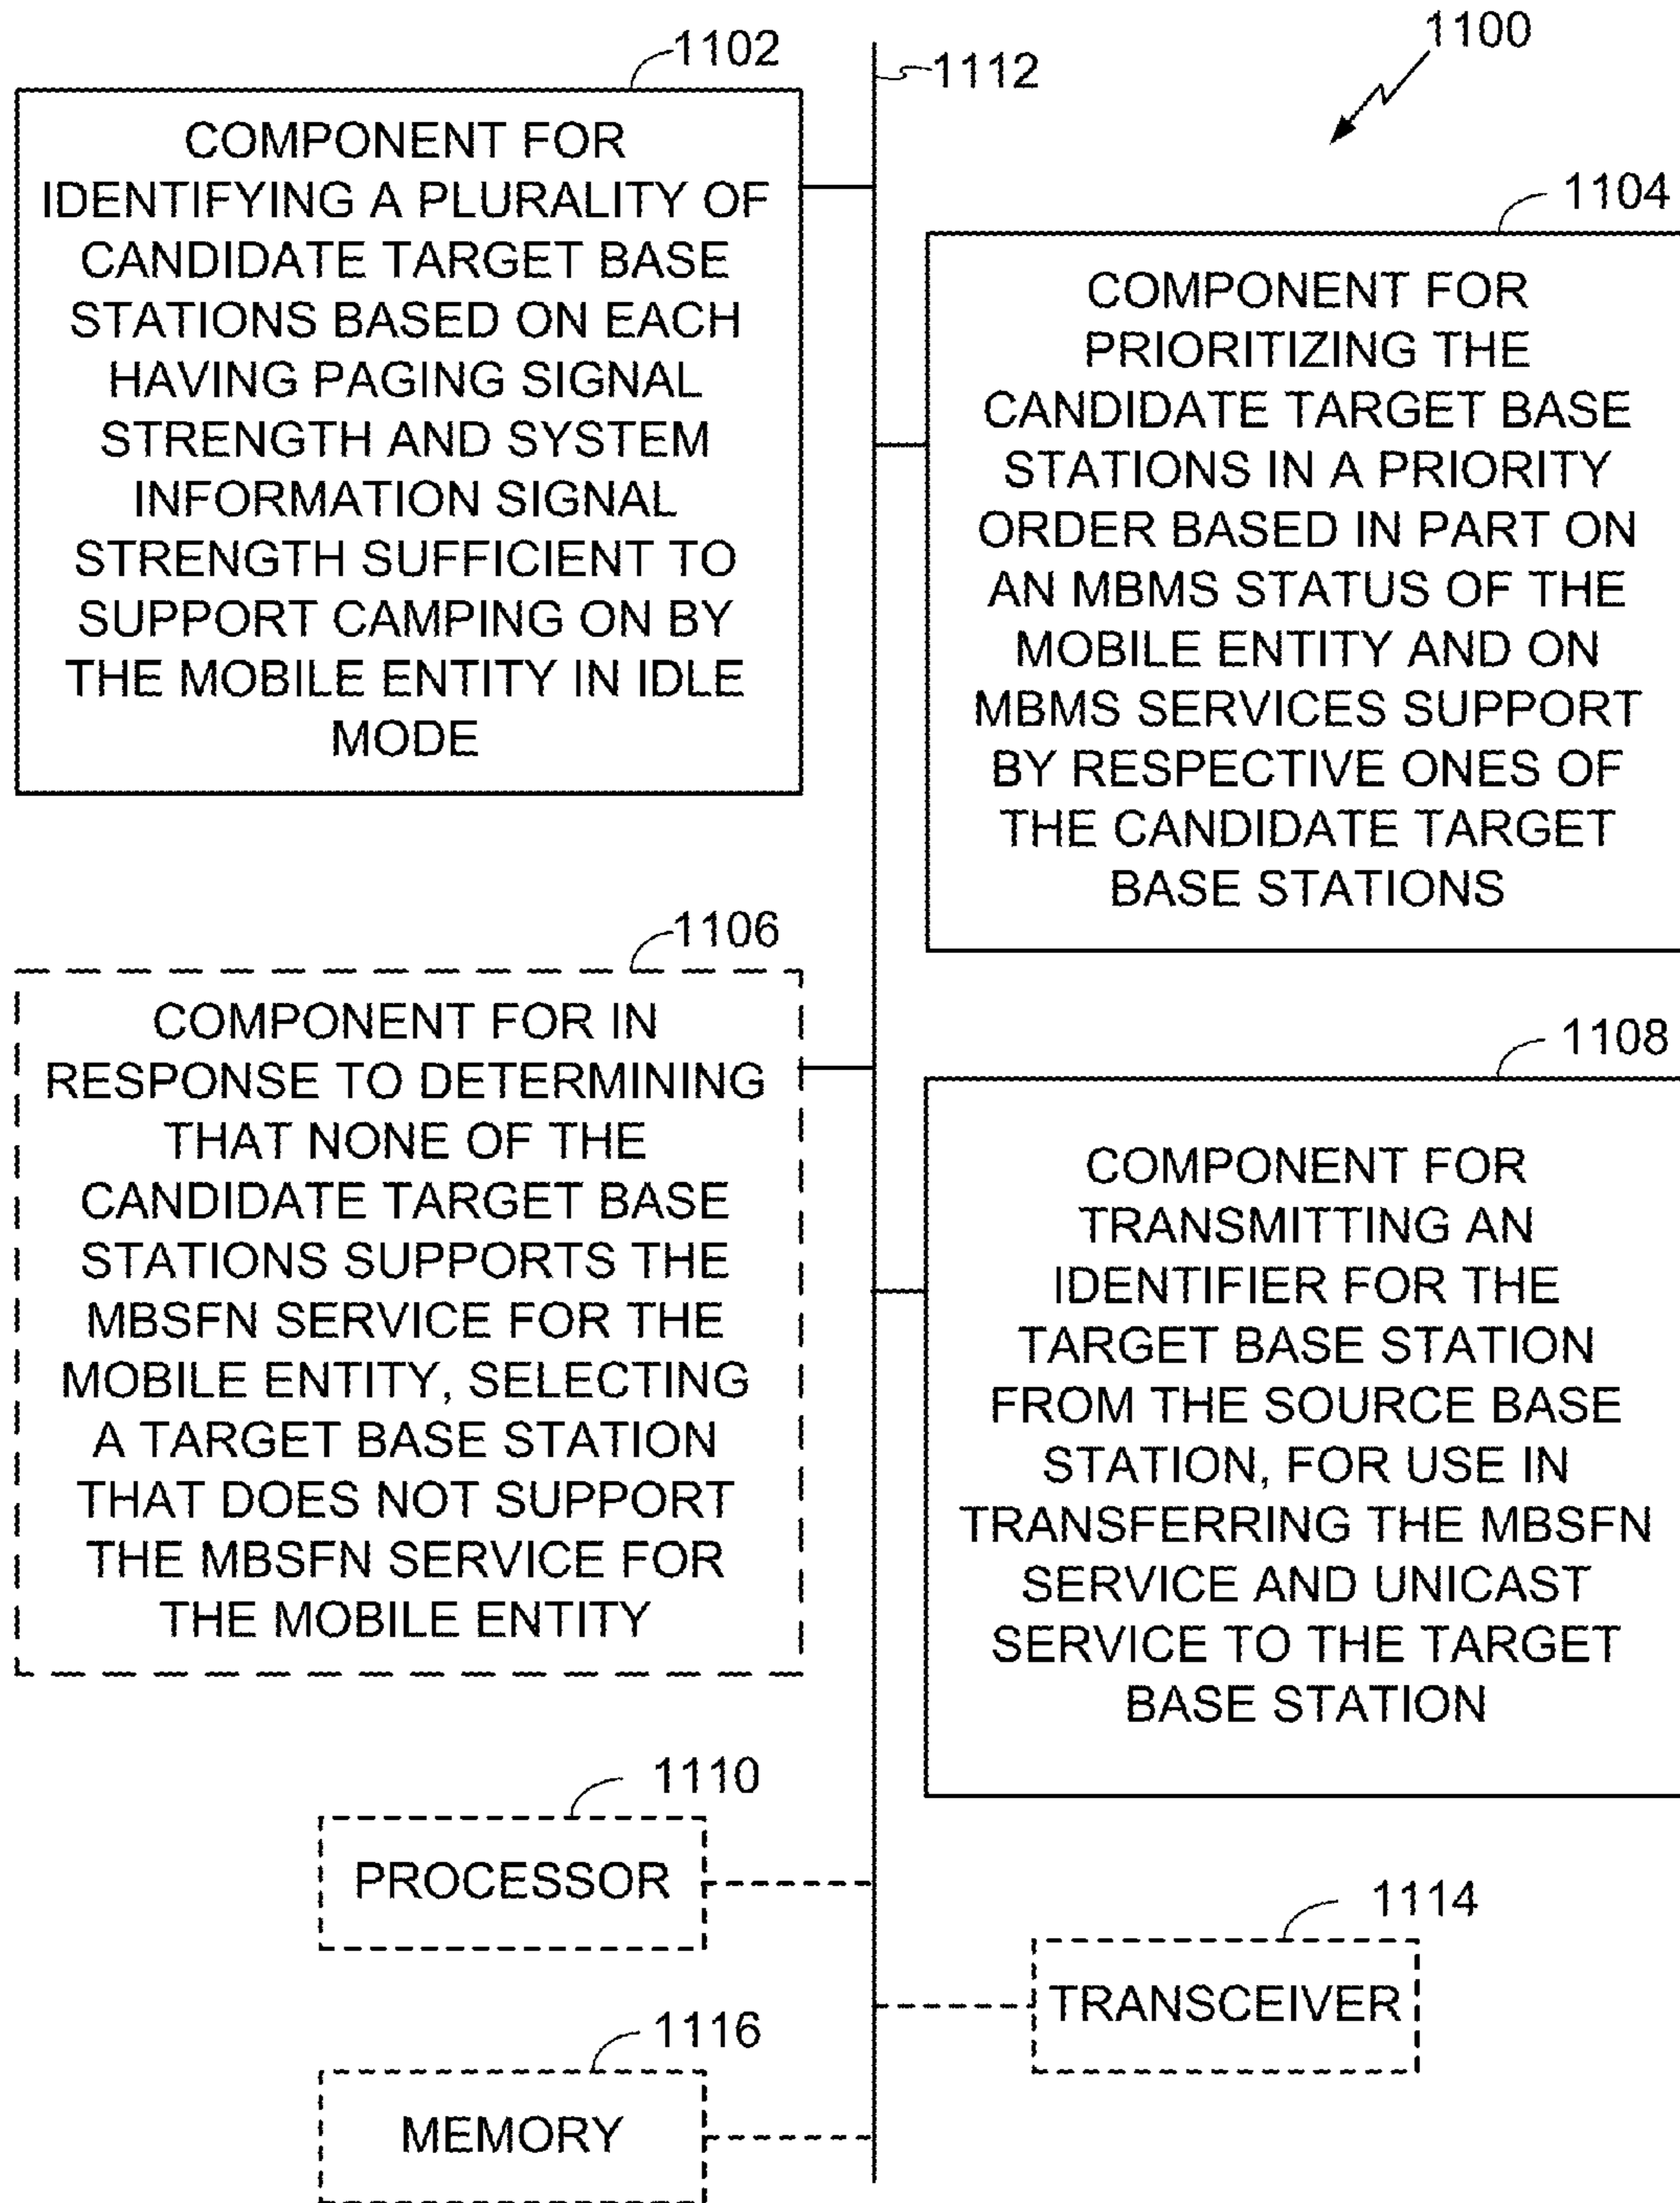 1100
1102
1112
COMPONENT FOR
IDENTIFYING A PLURALITY OF
CANDIDATE TARGET BASE
STATIONS BASED ON EACH
HAVING PAGING SIGNAL
STRENGTH AND SYSTEM
INFORMATION SIGNAL
STRENGTH SUFFICIENT TO
SUPPORT CAMPING ON BY
THE MOBILE ENTITY IN IDLE
MODE
1104
COMPONENT FOR
PRIORITIZING THE
CANDIDATE TARGET BASE
STATIONS IN A PRIORITY
ORDER BASED IN PART ON
AN MBMS STATUS OF THE
MOBILE ENTITY AND ON
MBMS SERVICES SUPPORT
BY RESPECTIVE ONES OF
THE CANDIDATE TARGET
BASE STATIONS
1106
COMPONENT FOR IN
RESPONSE TO DETERMINING
THAT NONE OF THE
CANDIDATE TARGET BASE
STATIONS SUPPORTS THE
MBSFN SERVICE FOR THE
MOBILE ENTITY, SELECTING
A TARGET BASE STATION
THAT DOES NOT SUPPORT
THE MBSFN SERVICE FOR
THE MOBILE ENTITY
1108
COMPONENT FOR
TRANSMITTING AN
IDENTIFIER FOR THE
TARGET BASE STATION
FROM THE SOURCE BASE
STATION, FOR USE IN
TRANSFERRING THE MBSFN
SERVICE AND UNICAST
SERVICE TO THE TARGET
BASE STATION
1110
PROCESSOR
1114
TRANSCEIVER
1116
MEMORY